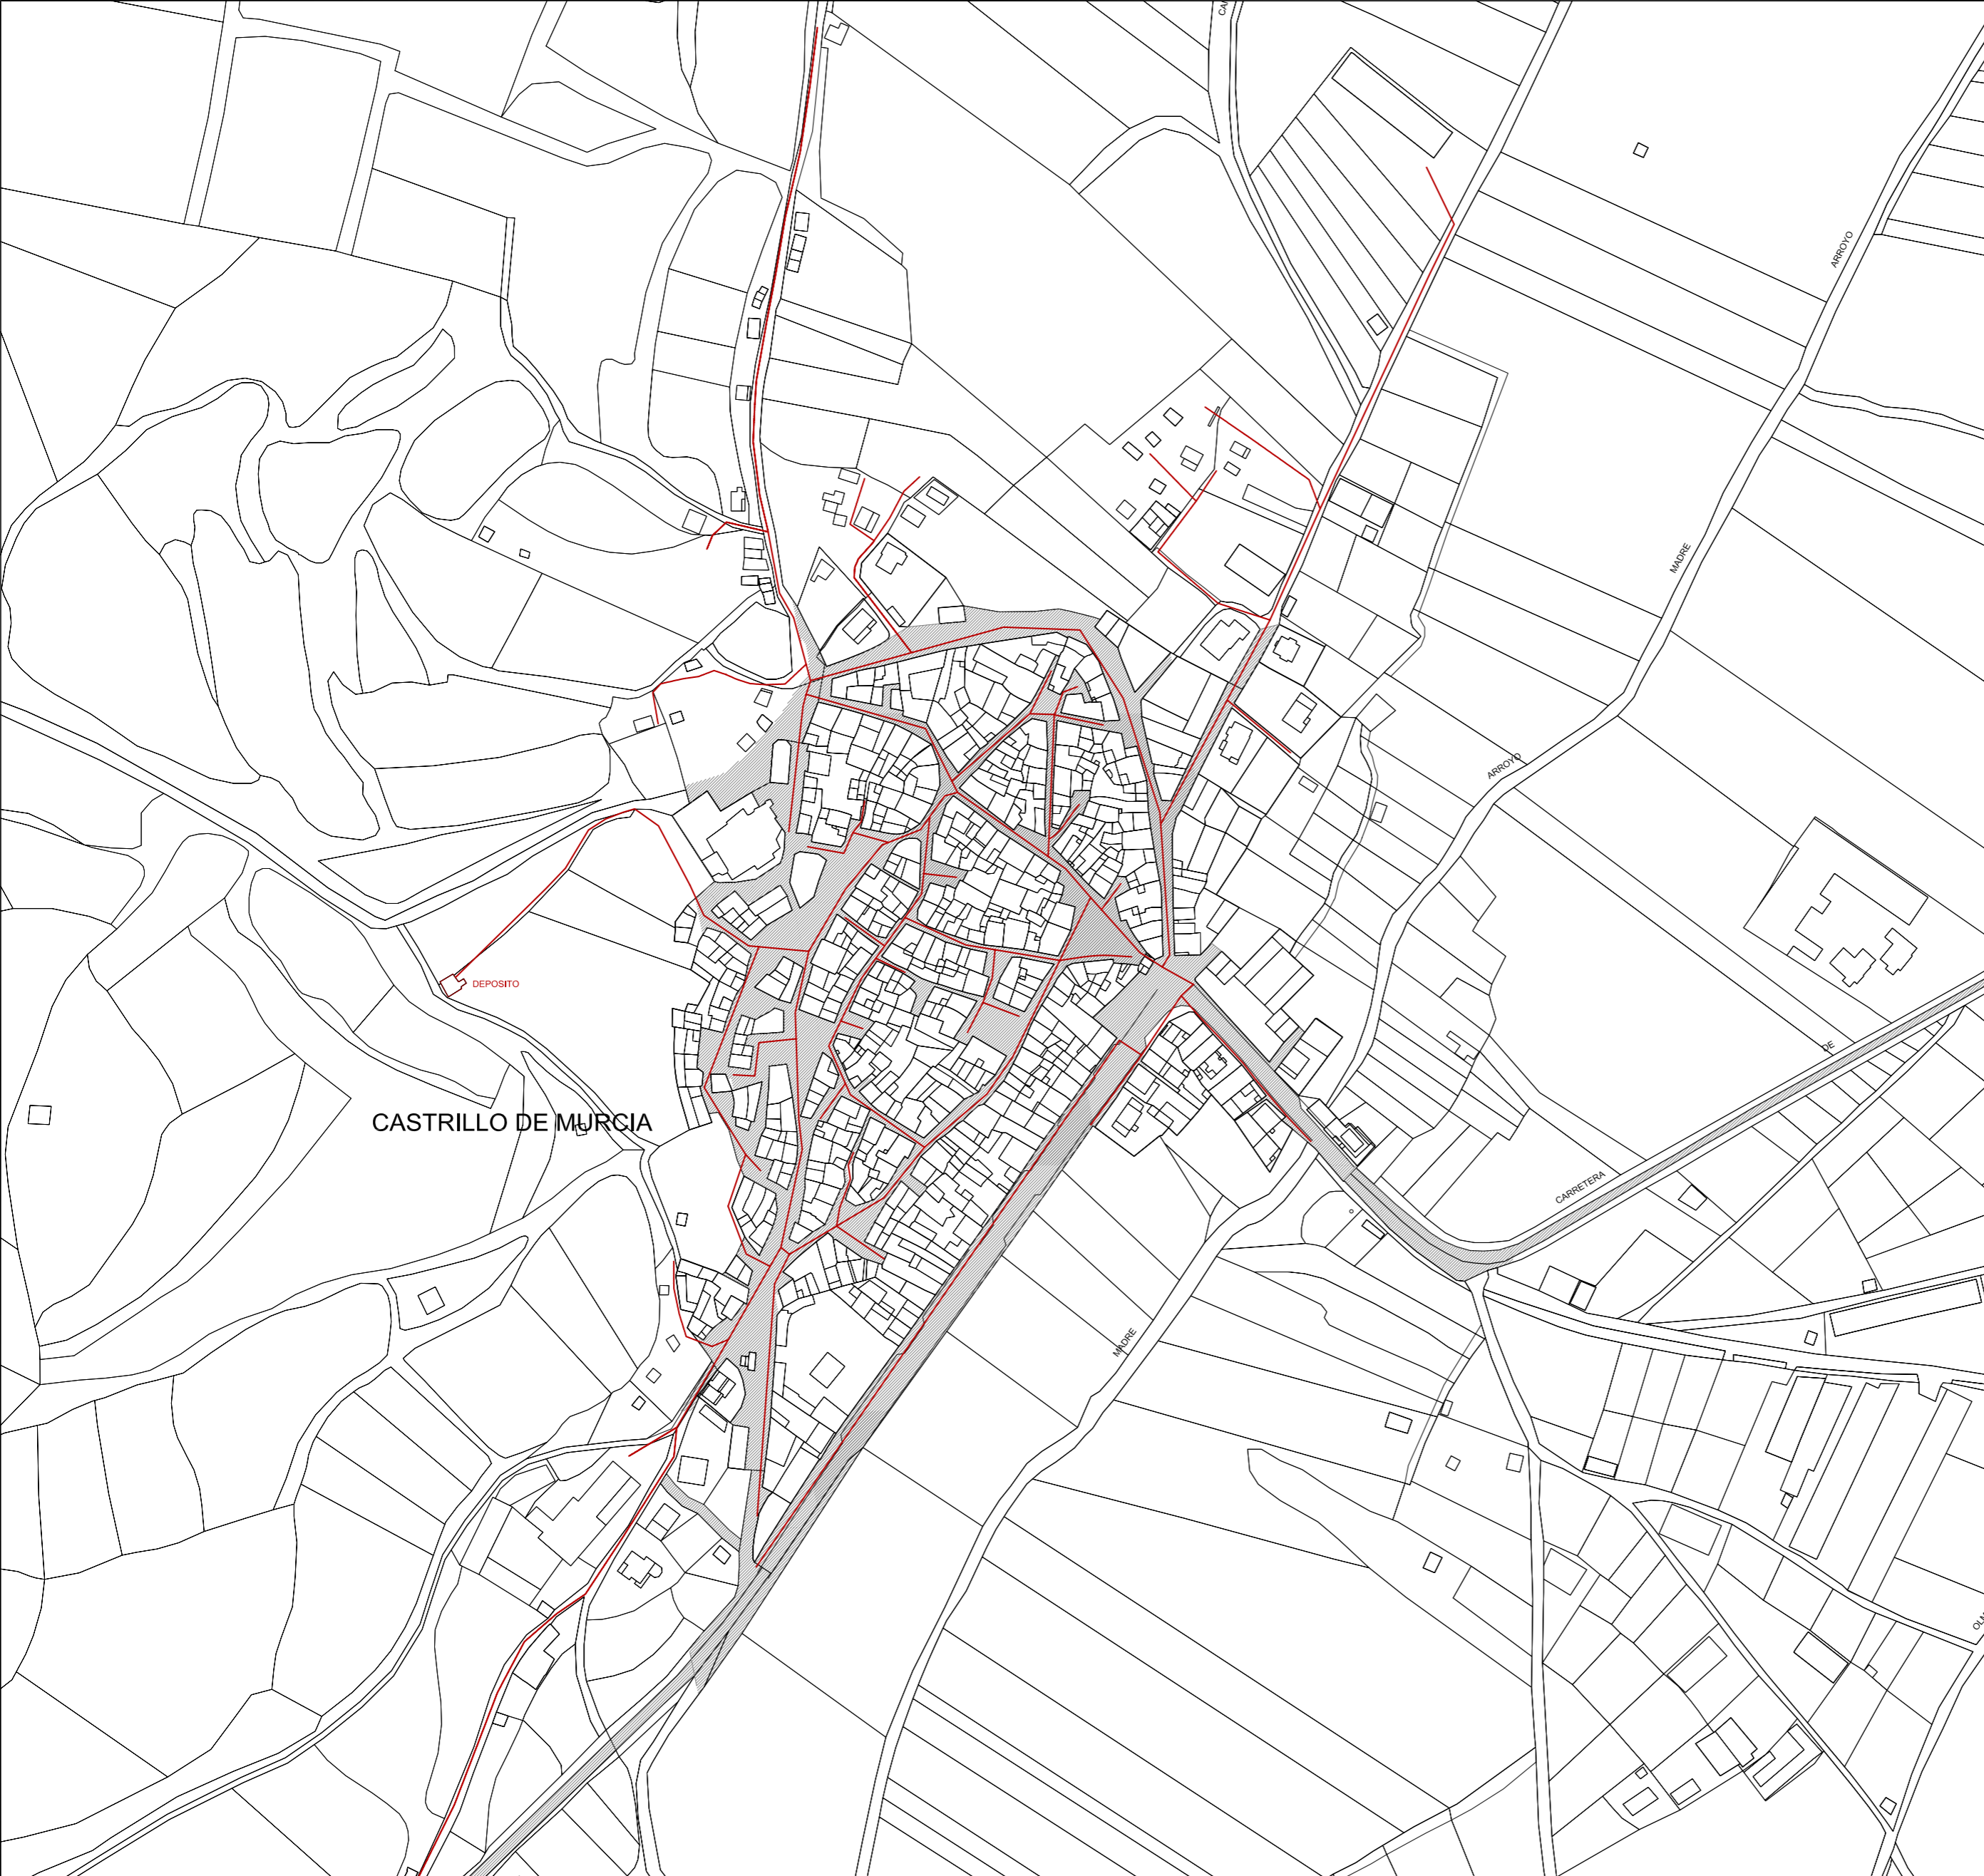 ARROYO
MADRE
ARROYO
DEPOSITO
DE
CASTRILLO DE MURCIA
CARRETERA
MADRE